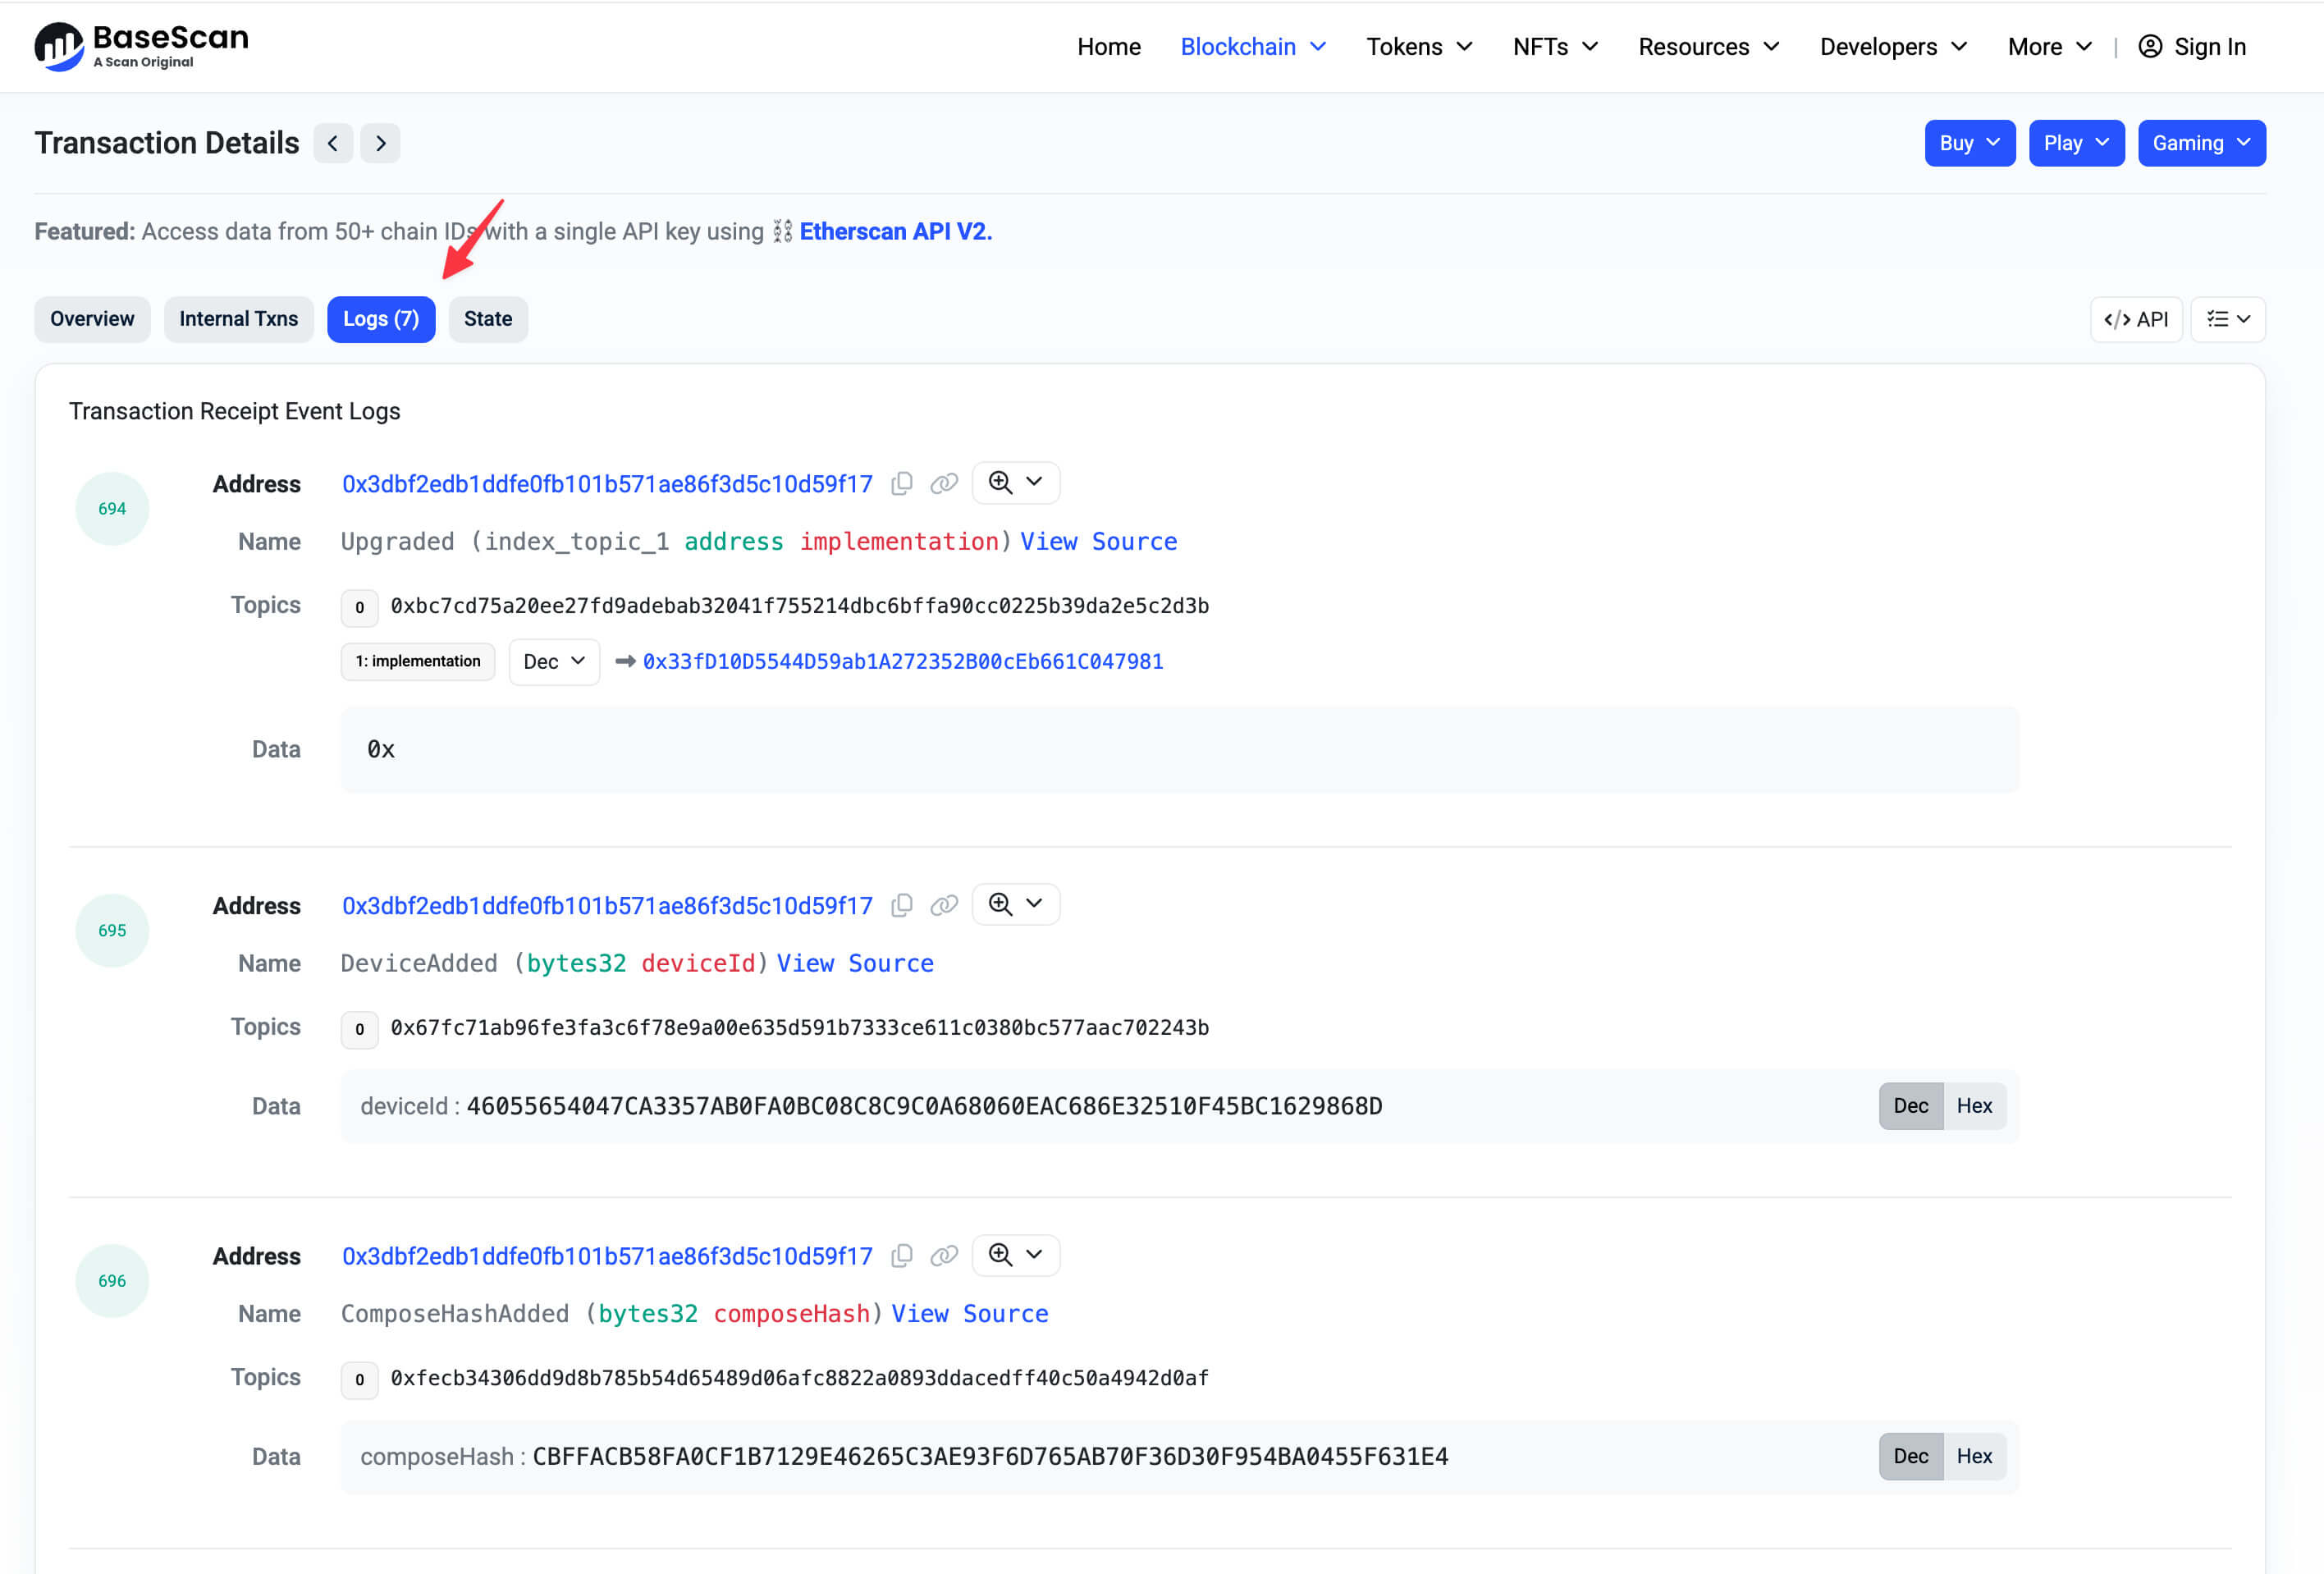 BaseScan
A Scan Original
Home Blockchain Tokens NFTs Resources Developers More | Sign In
Transaction Details
Buy Play Gaming
Featured: Access data from 50+ chain IDs with a single API key using Etherscan API V2.
Overview Internal Txns Logs (7) State
</> API
Transaction Receipt Event Logs
694
Address 0x3dbf2edb1ddfe0fb101b571ae86f3d5c10d59f17
Name Upgraded (index_topic_1 address implementation) View Source
Topics 0 0xbc7cd75a20ee27fd9adebab32041f755214dbc6bffa90cc0225b39da2e5c2d3b
1: implementation Dec 0x33fD10D5544D59ab1A272352B00cEb661C047981
Data 0x
695
Address 0x3dbf2edb1ddfe0fb101b571ae86f3d5c10d59f17
Name DeviceAdded (bytes32 deviceId) View Source
Topics 0 0x67fc71ab96fe3fa3c6f78e9a00e635d591b7333ce611c0380bc577aac702243b
Data deviceId : 46055654047CA3357AB0FA0BC08C8C9C0A68060EAC686E32510F45BC1629868D
Dec Hex
696
Address 0x3dbf2edb1ddfe0fb101b571ae86f3d5c10d59f17
Name ComposeHashAdded (bytes32 composeHash) View Source
Topics 0 0xfecb34306dd9d8b785b54d65489d06afc8822a0893ddacedff40c50a4942d0af
Data composeHash : CBFFACB58FA0CF1B7129E46265C3AE93F6D765AB70F36D30F954BA0455F631E4
Dec Hex